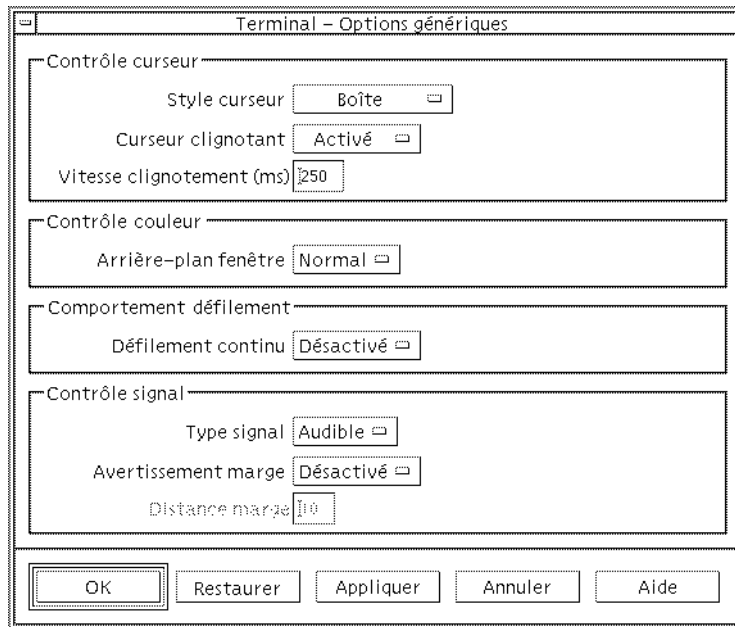 Terminal – Options génériques
Contrôle curseur
Style curseur Boîte
Curseur clignotant Activé
Vitesse clignotement (ms) 250
Contrôle couleur
Arrière–plan fenêtre Normal
Comportement défilement
Défilement continu Désactivé
Contrôle signal
Type signal Audible
Avertissement marge Désactivé
Distance marge 10
OK Restaurer Appliquer Annuler Aide